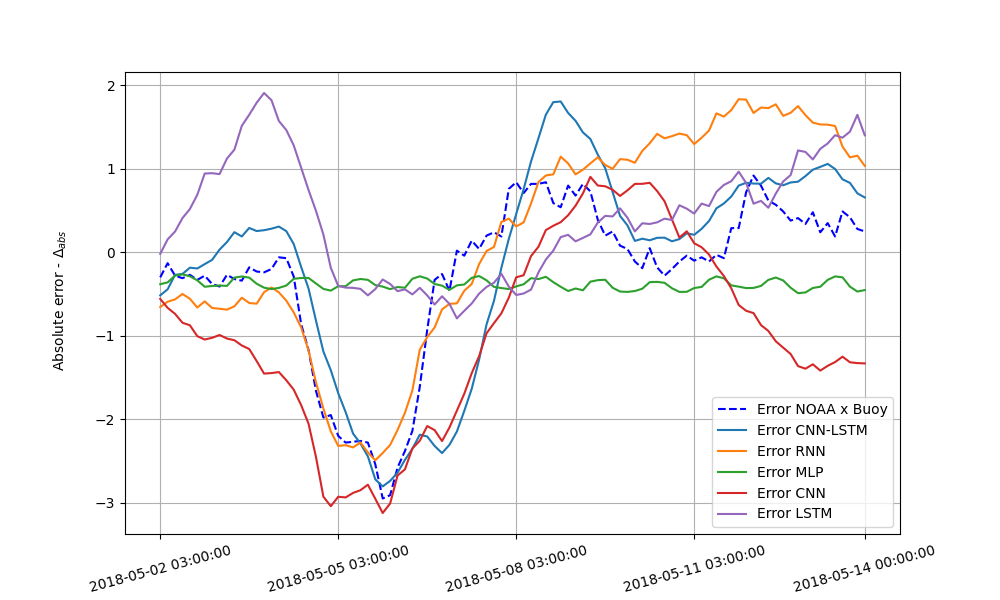 Absolute error - Δabs
2
1
0
−1
−2
−3
2018-05-02 03:00:00
2018-05-05 03:00:00
2018-05-08 03:00:00
2018-05-11 03:00:00
2018-05-14 00:00:00
Error NOAA x Buoy
Error CNN-LSTM
Error RNN
Error MLP
Error CNN
Error LSTM